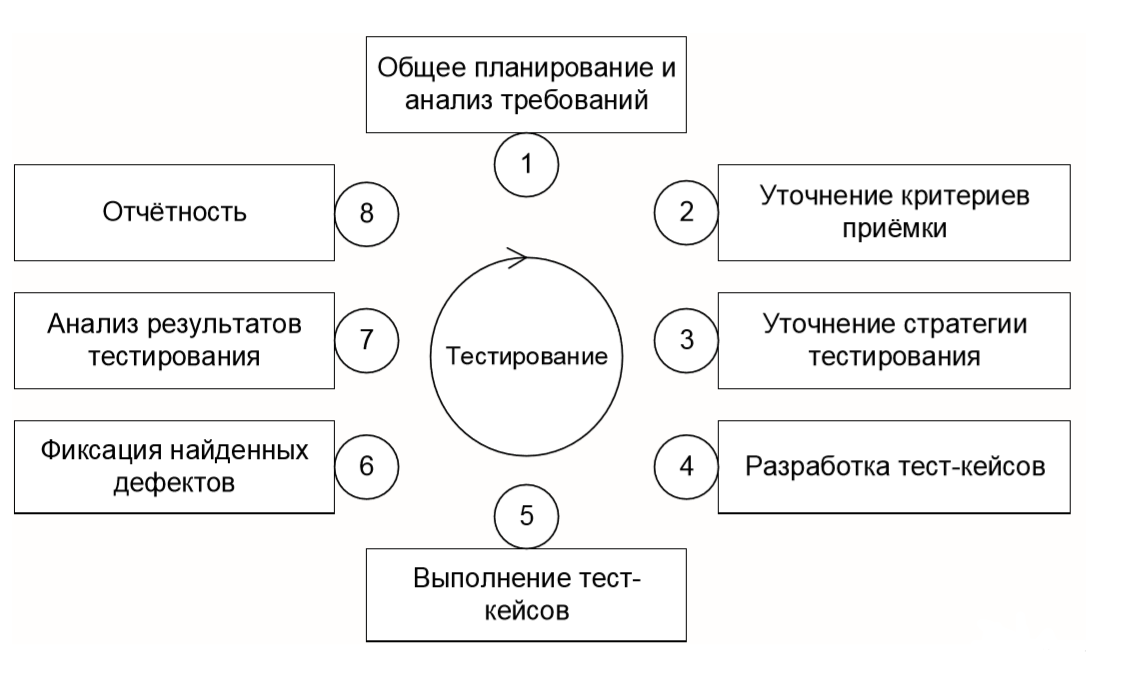 Общее планирование и
анализ требований
1
2
Уточнение критериев
приёмки
3
Уточнение стратегии
тестирования
4
Разработка тест-кейсов
5
Выполнение тест-
кейсов
6
Фиксация найденных
дефектов
7
Анализ результатов
тестирования
8
Отчётность
Тестирование